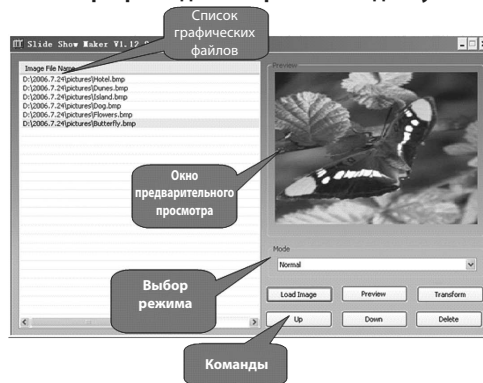 Список
графических
файлов
Slide Show Maker V1.12
Image File Name
D:\2006.7.24\pictures\Hotel.bmp
D:\2006.7.24\pictures\Dunes.bmp
D:\2006.7.24\pictures\Island.bmp
D:\2006.7.24\pictures\Dog.bmp
D:\2006.7.24\pictures\Flowers.bmp
D:\2006.7.24\pictures\Butterfly.bmp
Preview
Окно
предварительного
просмотра
Mode
Normal
Выбор
режима
Load Image
Preview
Transform
Up
Down
Delete
Команды